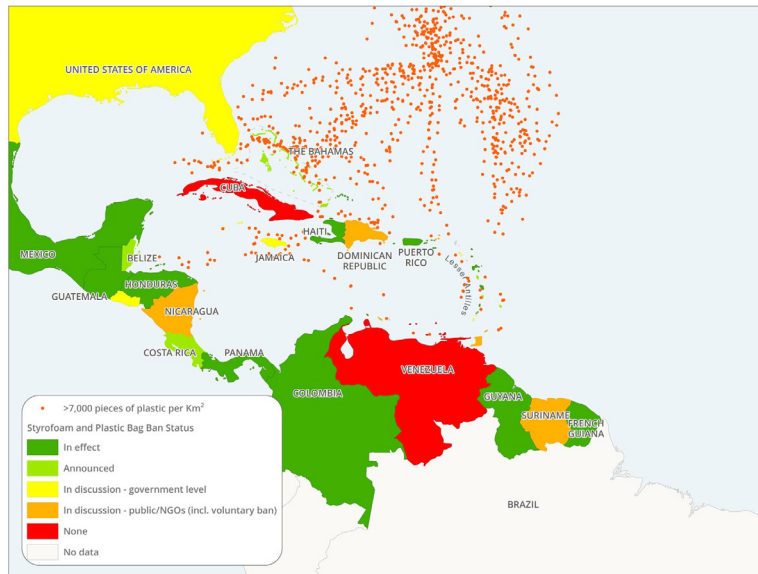 UNITED STATES OF AMERICA
THE BAHAMAS
CUBA
HAITI
JAMAICA
DOMINICAN
REPUBLIC
PUERTO
RICO
Lesser Antilles
MEXICO
BELIZE
HONDURAS
GUATEMALA
NICARAGUA
COSTA RICA
PANAMA
VENEZUELA
COLOMBIA
GUYANA
SURINAME
FRENCH
GUIANA
BRAZIL
>7,000 pieces of plastic per Km²
Styrofoam and Plastic Bag Ban Status
In effect
Announced
In discussion - government level
In discussion - public/NGOs (incl. voluntary ban)
None
No data